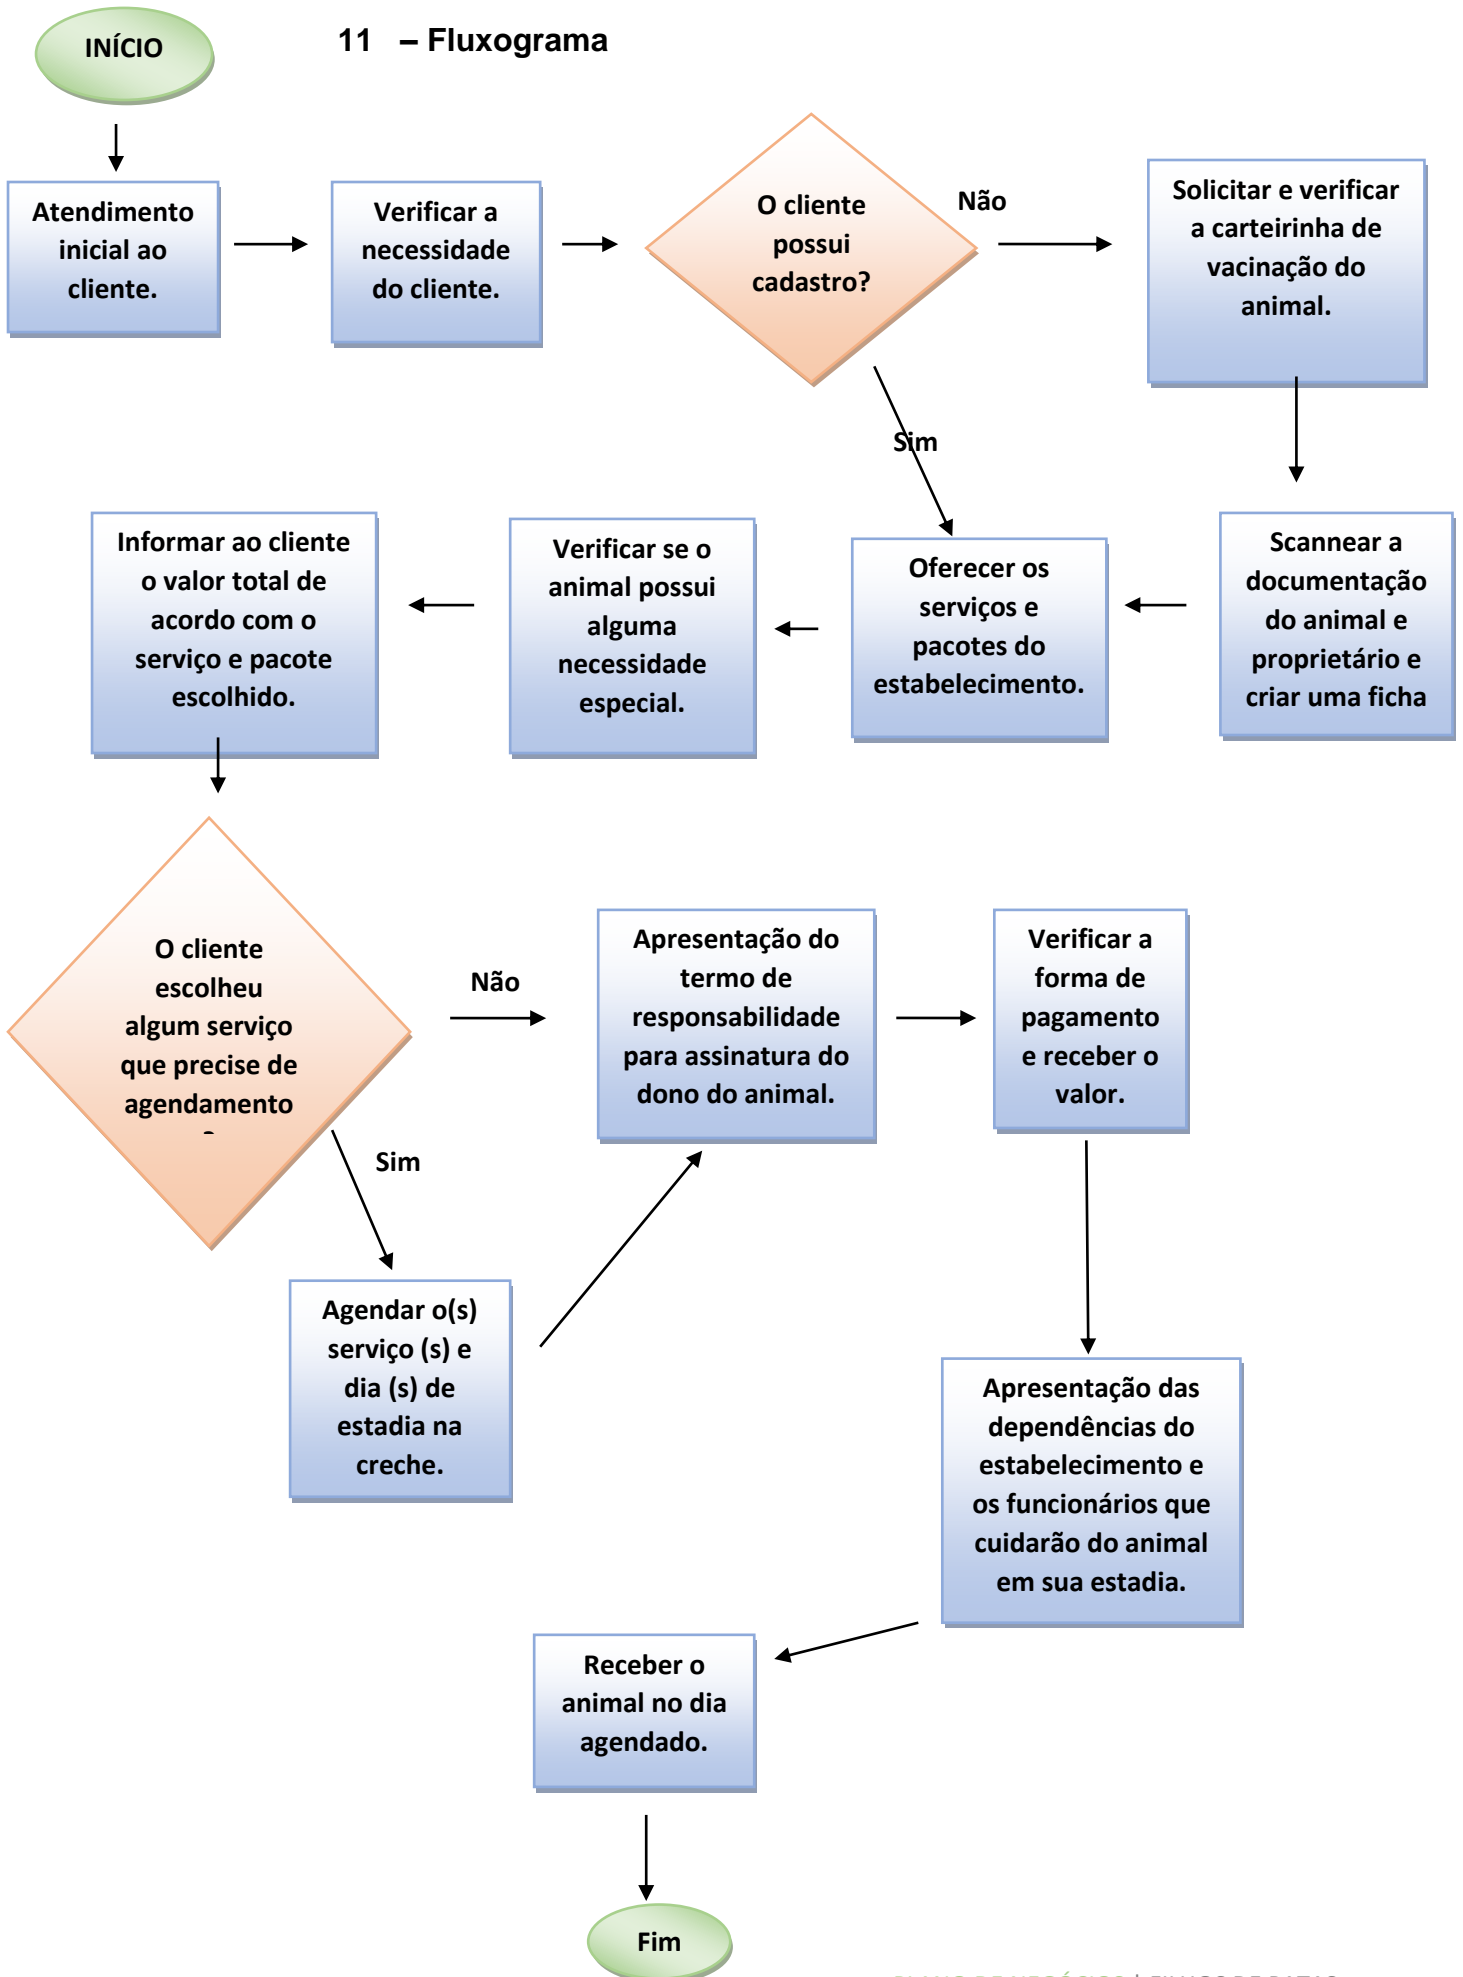 INÍCIO
11 – Fluxograma
Atendimento
inicial ao
cliente.
Verificar a
necessidade
do cliente.
O cliente
possui
cadastro?
Não
Solicitar e verificar
a carteirinha de
vacinação do
animal.
Sim
Informar ao cliente
o valor total de
acordo com o
serviço e pacote
escolhido.
Verificar se o
animal possui
alguma
necessidade
especial.
Oferecer os
serviços e
pacotes do
estabelecimento.
Scannear a
documentação
do animal e
proprietário e
criar uma ficha
O cliente
escolheu
algum serviço
que precise de
agendamento
?
Não
Sim
Apresentação do
termo de
responsabilidade
para assinatura do
dono do animal.
Verificar a
forma de
pagamento
e receber o
valor.
Agendar o(s)
serviço (s) e
dia (s) de
estadia na
creche.
Apresentação das
dependências do
estabelecimento e
os funcionários que
cuidarão do animal
em sua estadia.
Receber o
animal no dia
agendado.
Fim